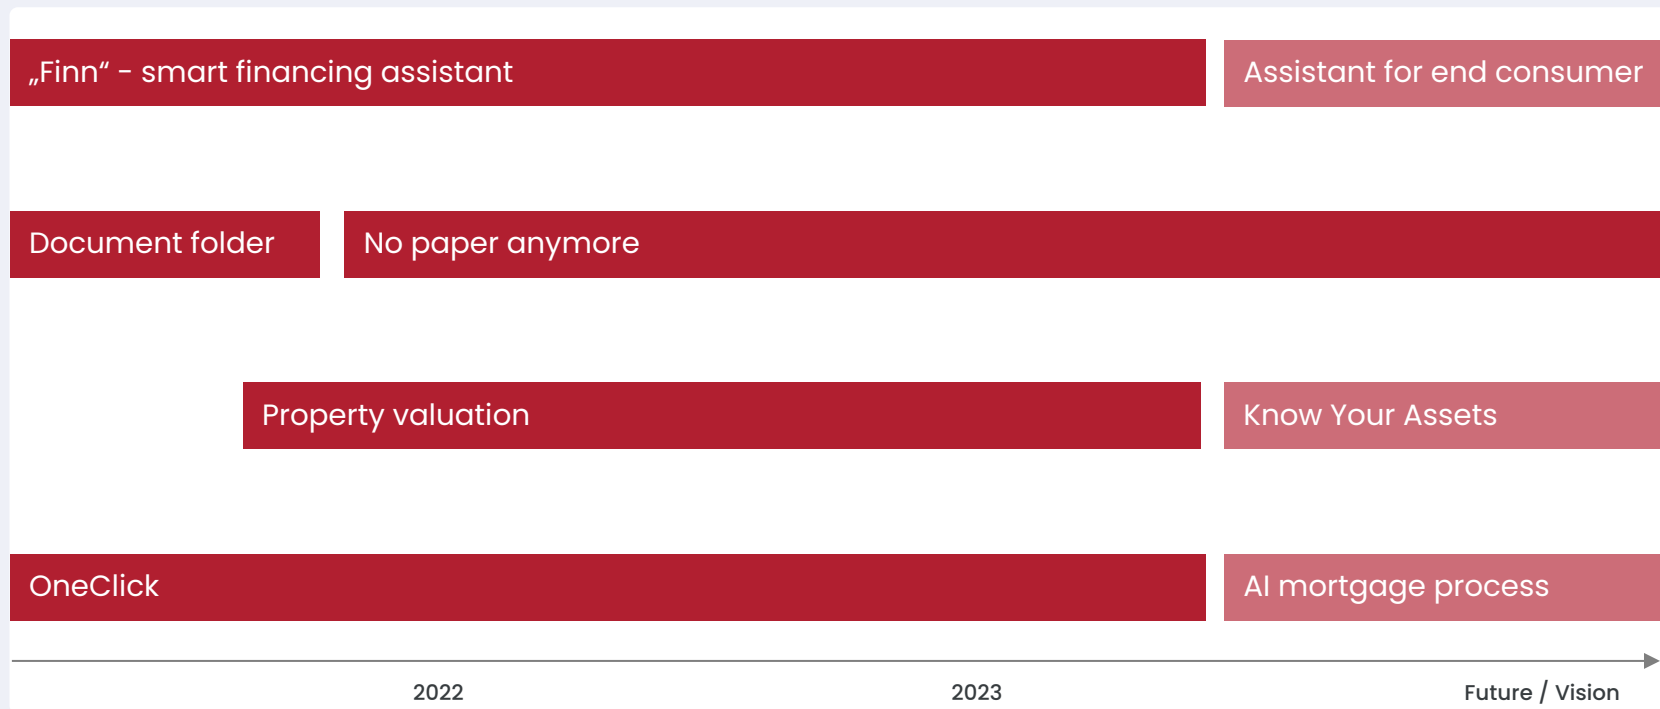 „Finn“ - smart financing assistant
Assistant for end consumer
Document folder
No paper anymore
Property valuation
Know Your Assets
OneClick
AI mortgage process
2022
2023
Future / Vision